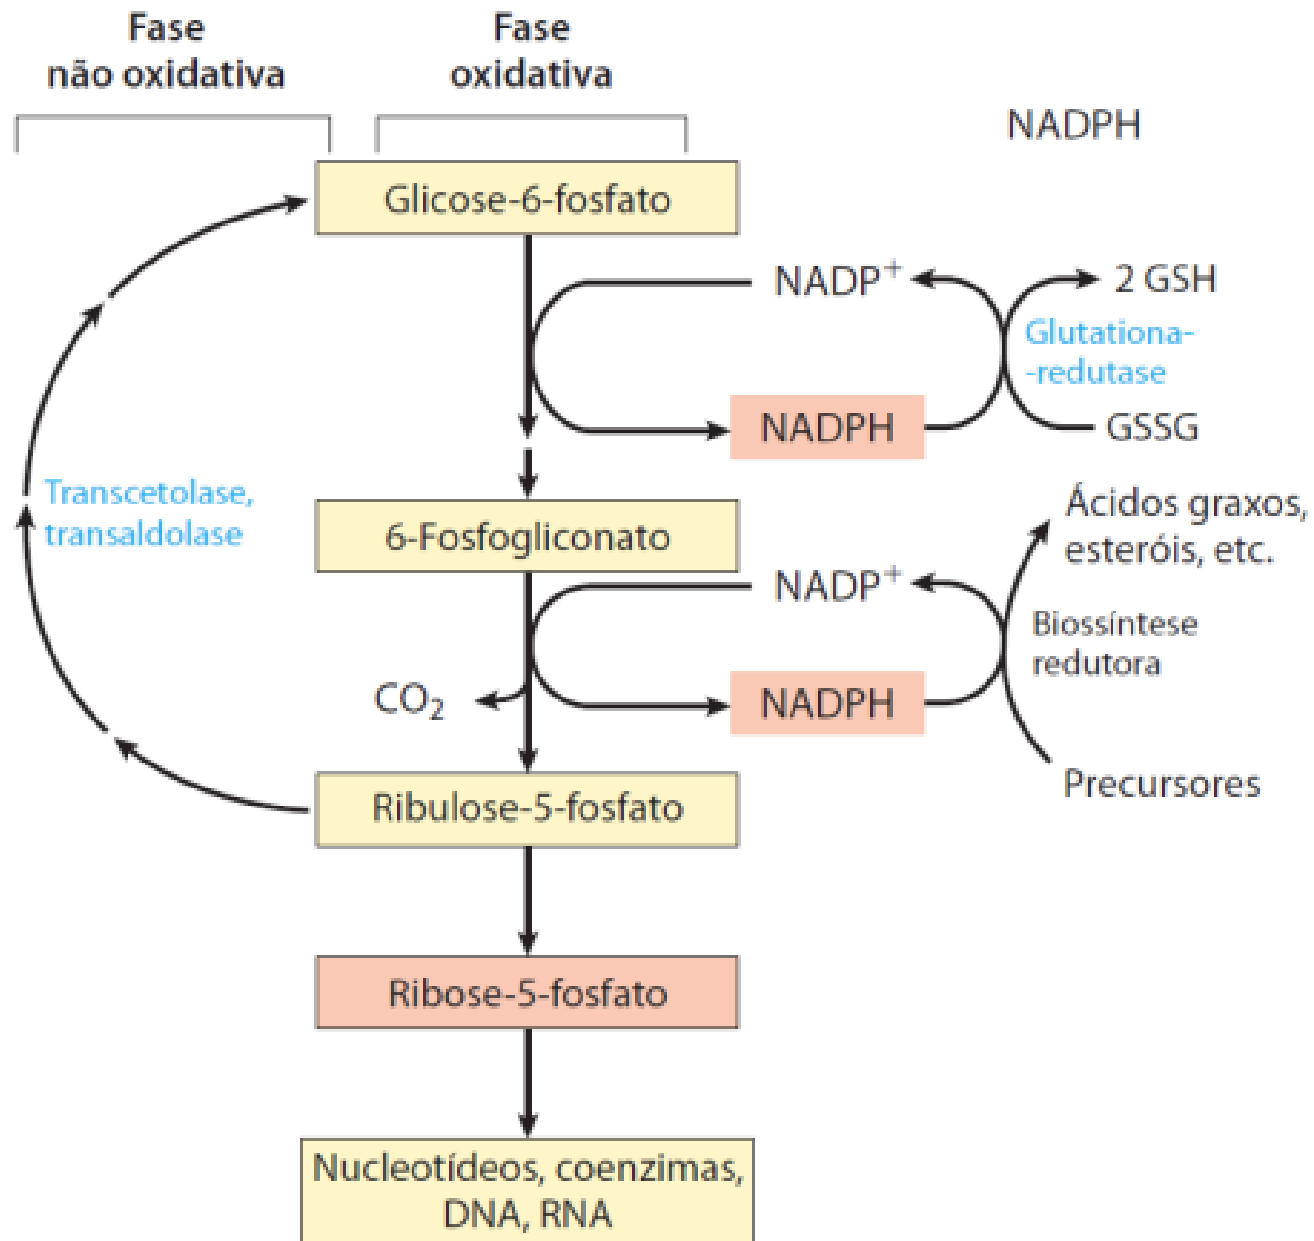 Fase
não oxidativa
Fase
oxidativa
NADPH
Glicose-6-fosfato
NADP⁺
2 GSH
Glutationa-
-redutase
NADPH
GSSG
Transcetolase,
transaldolase
6-Fosfogliconato
Ácidos graxos,
esteróis, etc.
NADP⁺
Biossíntese
redutora
CO₂
NADPH
Precursores
Ribulose-5-fosfato
Ribose-5-fosfato
Nucleotídeos, coenzimas,
DNA, RNA